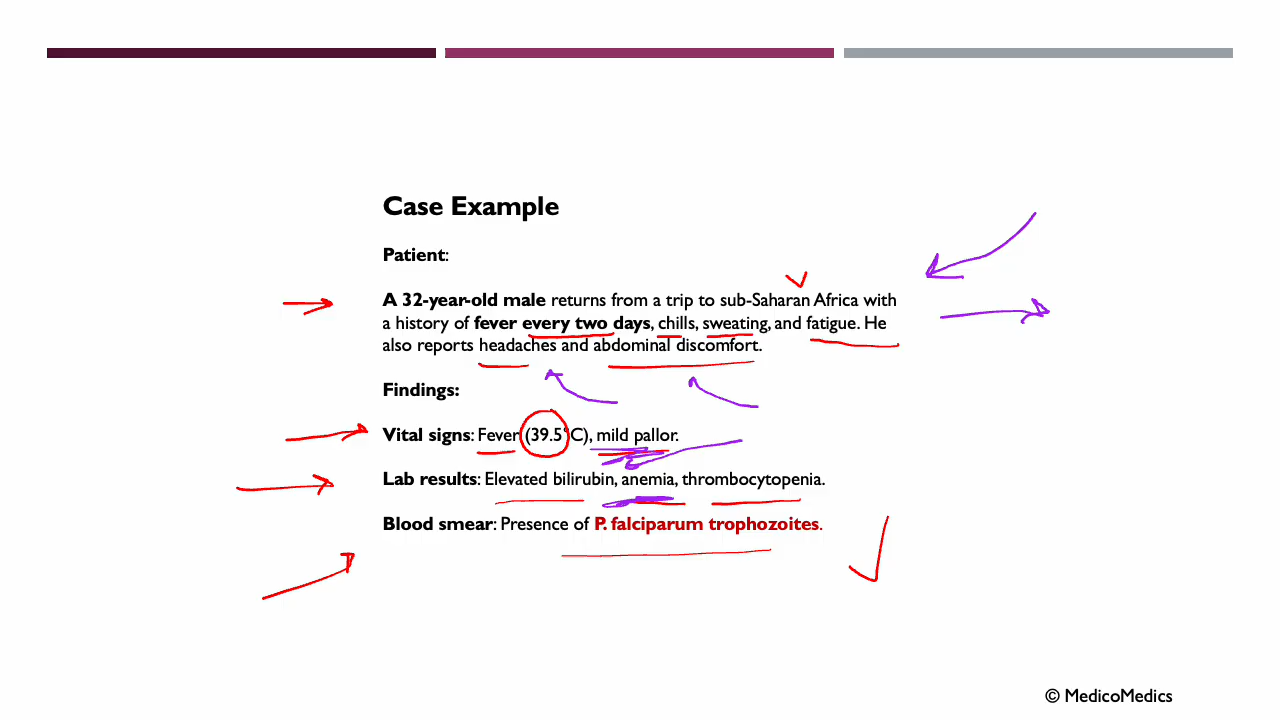 Case Example
Patient:
A 32-year-old male returns from a trip to sub-Saharan Africa with
a history of fever every two days, chills, sweating, and fatigue. He
also reports headaches and abdominal discomfort.
Findings:
Vital signs: Fever (39.5°C), mild pallor.
Lab results: Elevated bilirubin, anemia, thrombocytopenia.
Blood smear: Presence of P. falciparum trophozoites.
© MedicoMedics